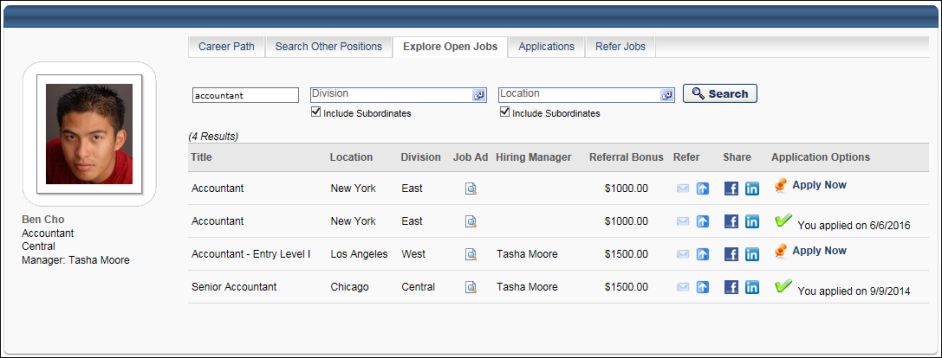 Career Path Search Other Positions Explore Open Jobs Applications Refer Jobs
accountant Division Location Search
Include Subordinates Include Subordinates
(4 Results)
Title Location Division Job Ad Hiring Manager Referral Bonus Refer Share Application Options
Accountant New York East $1000.00 f in Apply Now
Accountant New York East $1000.00 f in You applied on 6/6/2016
Accountant - Entry Level I Los Angeles West Tasha Moore $1500.00 f in Apply Now
Senior Accountant Chicago Central Tasha Moore $1500.00 f in You applied on 9/9/2014
Ben Cho
Accountant
Central
Manager: Tasha Moore